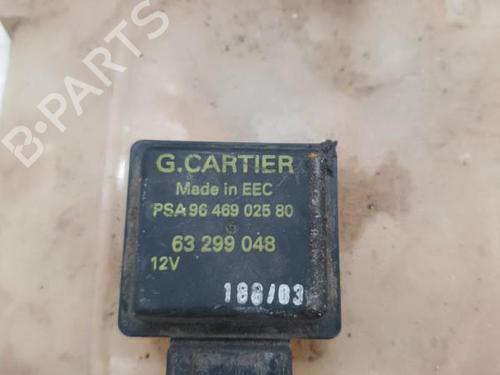 B-PARTS
G.CARTIER
Made in EEC
PSA 96 469 025 80
63 299 048
12V
188/03